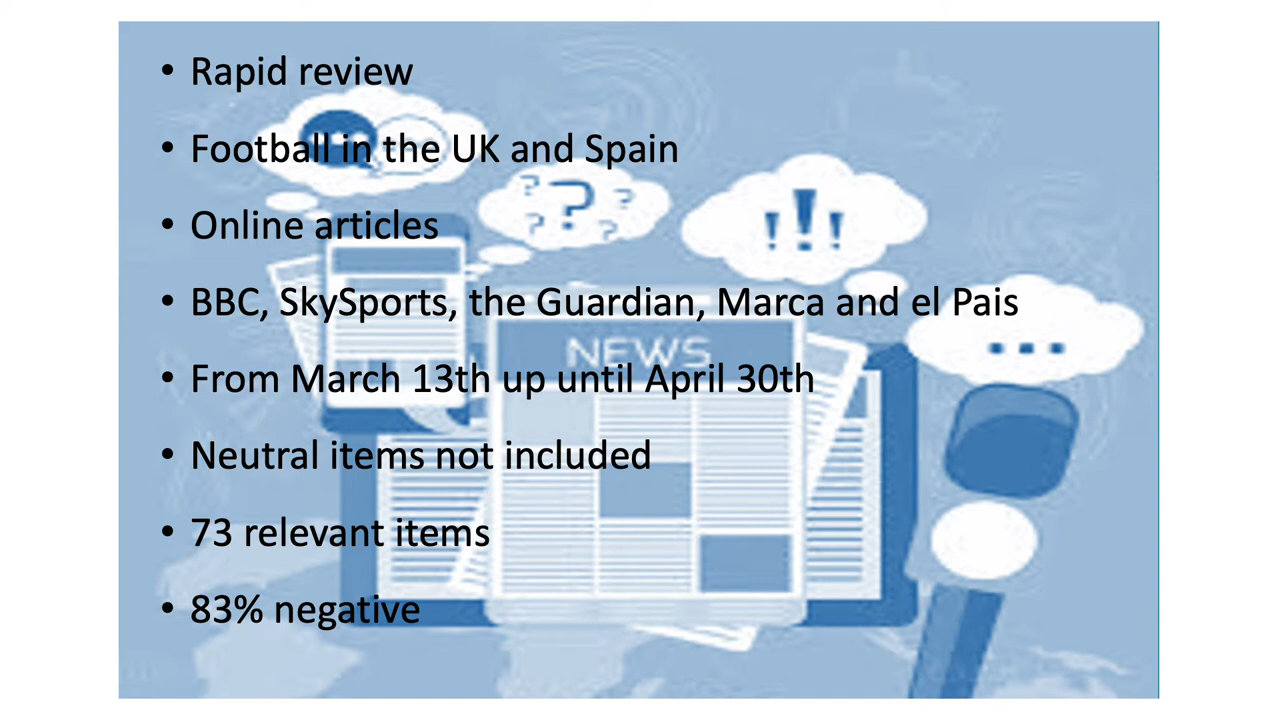 • Rapid review
• Football in the UK and Spain
• Online articles
• BBC, SkySports, the Guardian, Marca and el Pais
NEWS
• From March 13th up until April 30th
• Neutral items not included
• 73 relevant items
• 83% negative